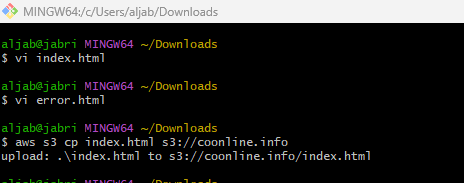 MINGW64:/c/Users/aljab/Downloads
aljab@jabri MINGW64 ~/Downloads
$ vi index.html
aljab@jabri MINGW64 ~/Downloads
$ vi error.html
aljab@jabri MINGW64 ~/Downloads
$ aws s3 cp index.html s3://coonline.info
upload: .\index.html to s3://coonline.info/index.html